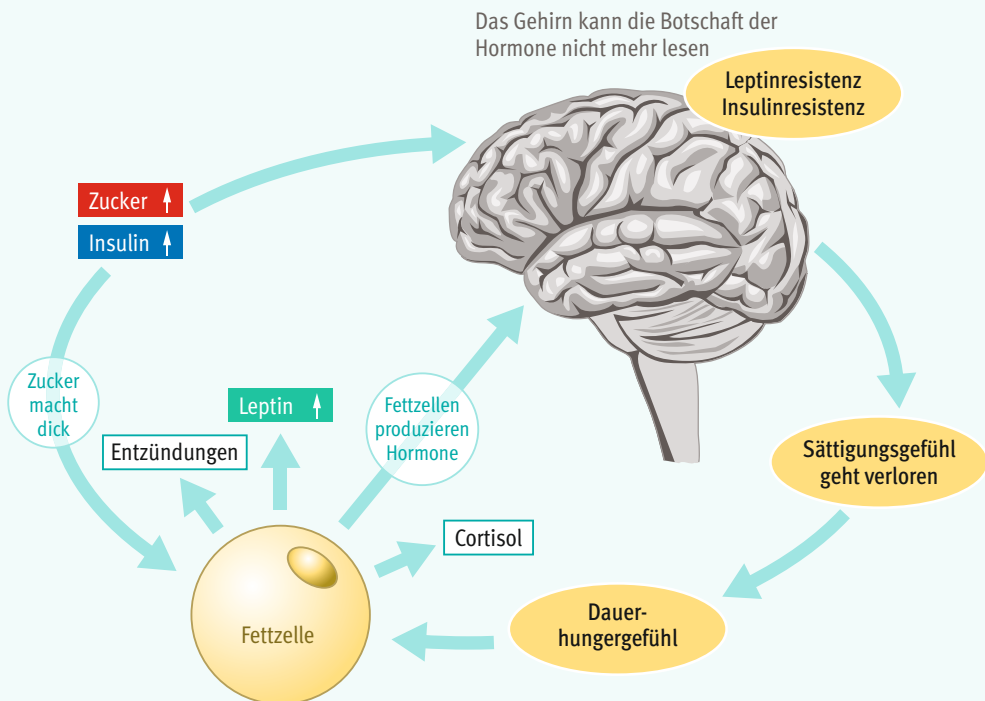 Das Gehirn kann die Botschaft der
Hormone nicht mehr lesen
Leptinresistenz
Insulinresistenz
Zucker ↑
Insulin ↑
Zucker
macht
dick
Leptin ↑
Fettzellen
produzieren
Hormone
Entzündungen
Sättigungsgefühl
geht verloren
Cortisol
Dauer-
hungergefühl
Fettzelle